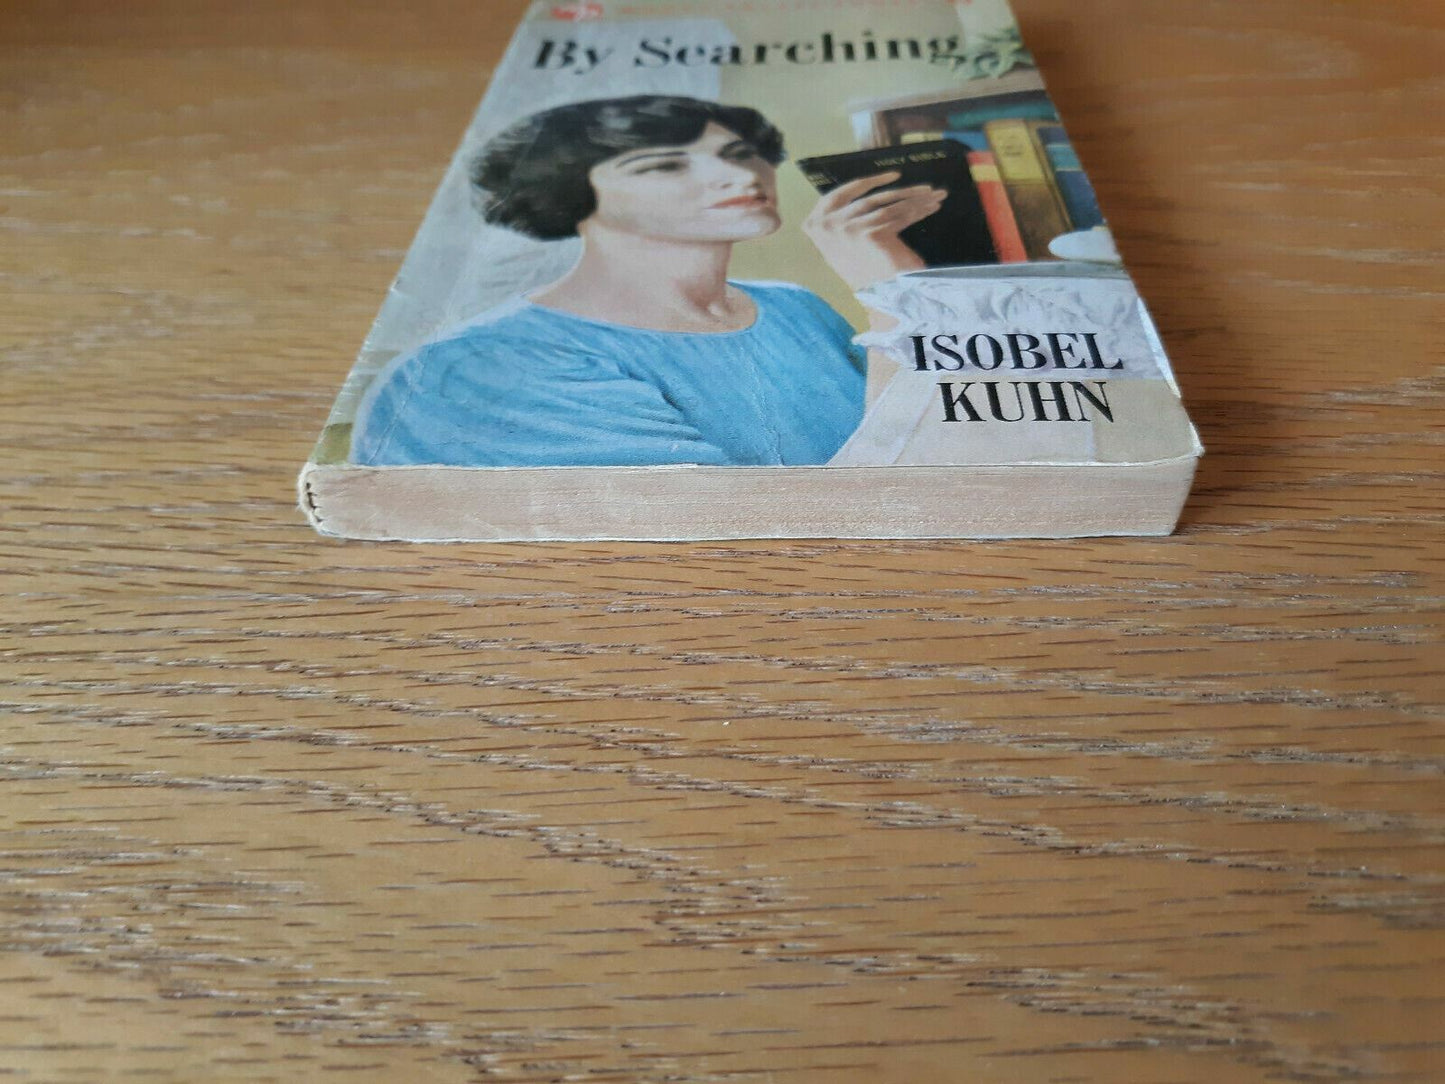 By Searching
HOLY BIBLE
ISOBEL
KUHN